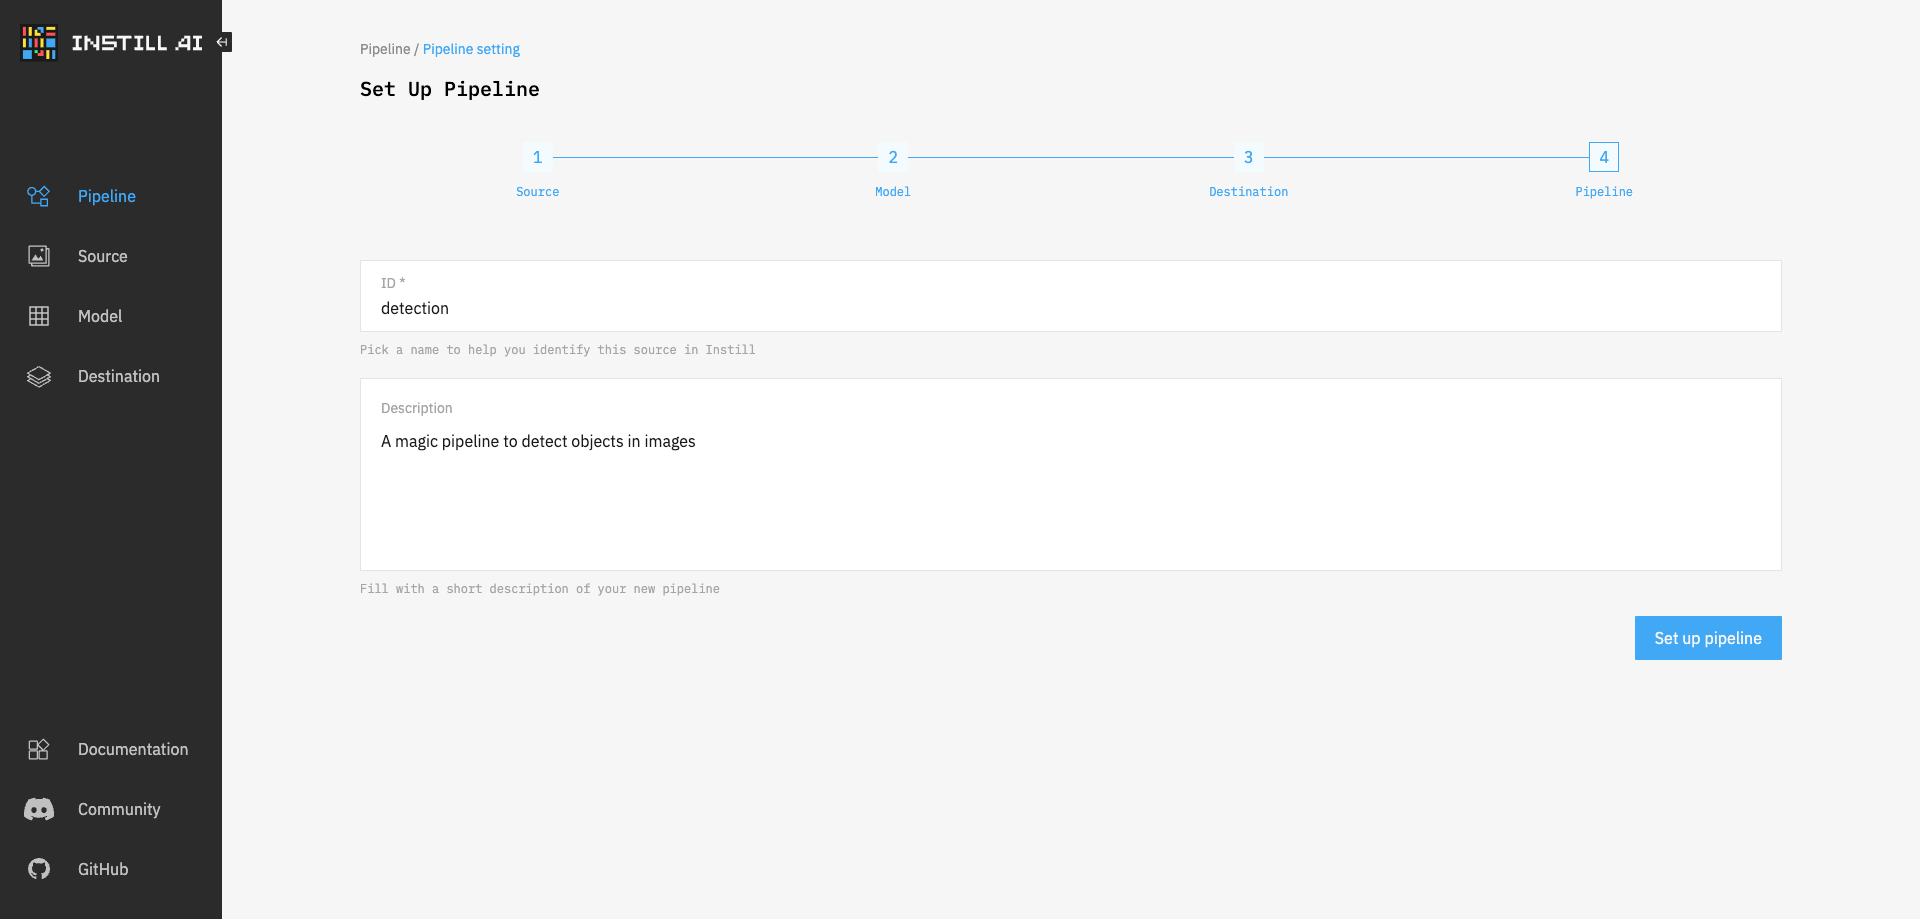 INSTILL AI
Pipeline
Source
Model
Destination
Documentation
Community
GitHub
Pipeline / Pipeline setting
Set Up Pipeline
1 2 3 4
Source Model Destination Pipeline
ID *
detection
Pick a name to help you identify this source in Instill
Description
A magic pipeline to detect objects in images
Fill with a short description of your new pipeline
Set up pipeline